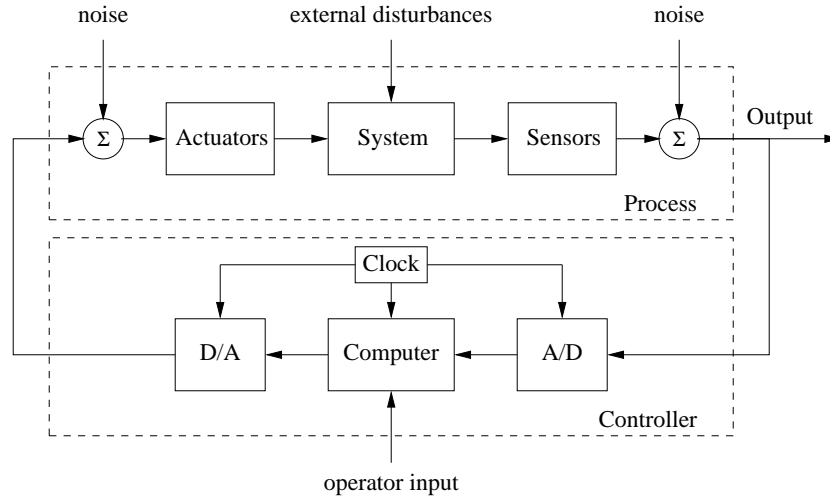 noise
external disturbances
noise
Output
Σ
Actuators
System
Sensors
Σ
Process
Clock
D/A
Computer
A/D
Controller
operator input